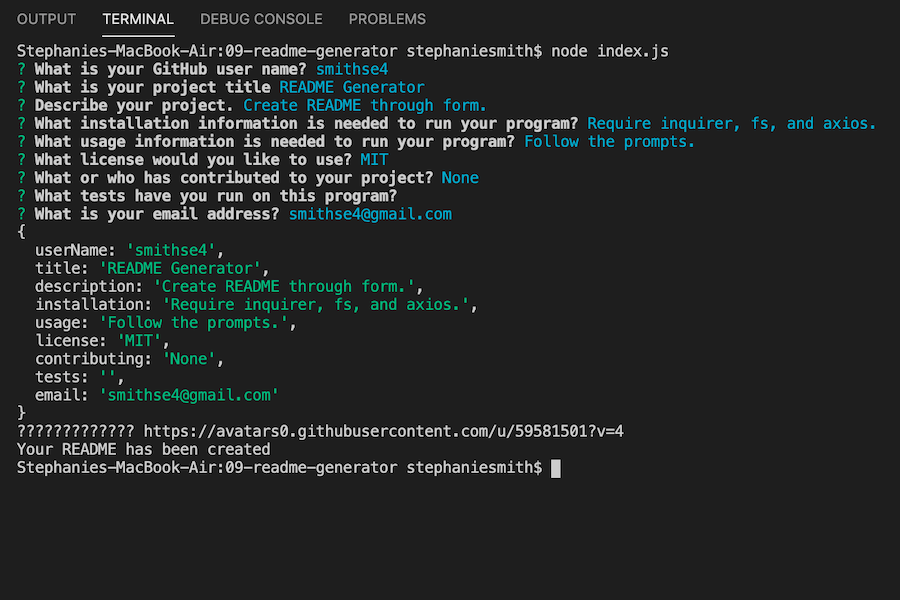 OUTPUT TERMINAL DEBUG CONSOLE PROBLEMS
Stephanies-MacBook-Air:09-readme-generator stephaniesmith$ node index.js
? What is your GitHub user name? smithse4
? What is your project title README Generator
? Describe your project. Create README through form.
? What installation information is needed to run your program? Require inquirer, fs, and axios.
? What usage information is needed to run your program? Follow the prompts.
? What license would you like to use? MIT
? What or who has contributed to your project? None
? What tests have you run on this program?
? What is your email address? smithse4@gmail.com
{
  userName: 'smithse4',
  title: 'README Generator',
  description: 'Create README through form.',
  installation: 'Require inquirer, fs, and axios.',
  usage: 'Follow the prompts.',
  license: 'MIT',
  contributing: 'None',
  tests: '',
  email: 'smithse4@gmail.com'
}
????????????? https://avatars0.githubusercontent.com/u/59581501?v=4
Your README has been created
Stephanies-MacBook-Air:09-readme-generator stephaniesmith$